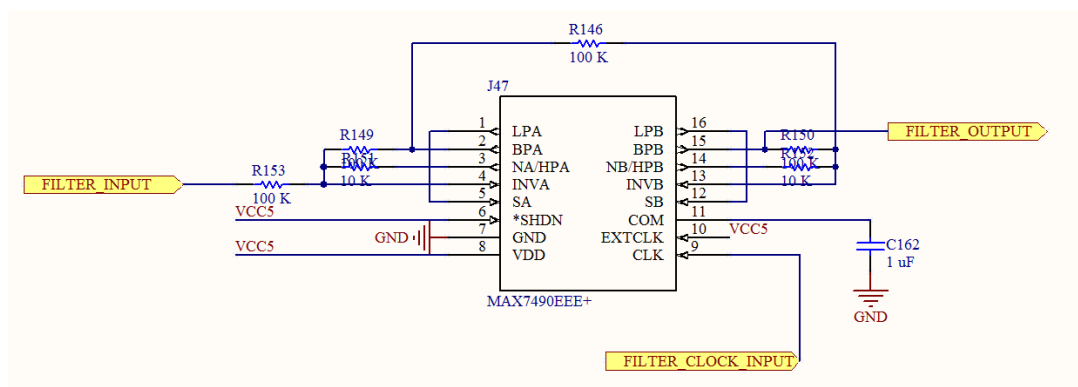 R146
100 K
J47
1
LPA
LPB
16
R149
2
BPA
BPB
15
R150
FILTER_OUTPUT
100 K
3
NA/HPA
NB/HPB
14
100 K
R153
10 K
4
INVA
INVB
13
10 K
FILTER_INPUT
100 K
5
SA
SB
12
VCC5
6
*SHDN
COM
11
GND
7
GND
EXTCLK
10
VCC5
VCC5
8
VDD
CLK
9
C162
1 uF
MAX7490EEE+
GND
FILTER_CLOCK_INPUT